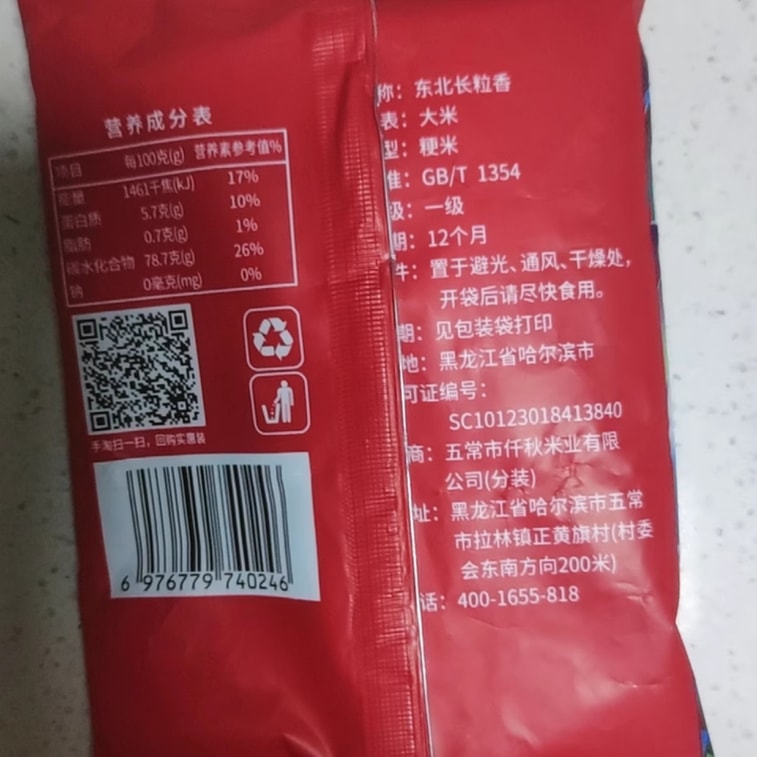 营养成分表
项目 每100克(g) 营养素参考值%
能量 1461千焦(kJ) 17%
蛋白质 5.7克(g) 10%
脂肪 0.7克(g) 1%
碳水化合物 78.7克(g) 26%
钠 0毫克(mg) 0%
手淘扫一扫，回购实惠装
6 976779 740246
称：东北长粒香
表：大米
型：粳米
准：GB/T 1354
级：一级
期：12个月
件：置于避光、通风、干燥处，
开袋后请尽快食用。
期：见包装袋打印
地：黑龙江省哈尔滨市
可证编号：
SC10123018413840
商：五常市仟秋米业有限
公司(分装)
址：黑龙江省哈尔滨市五常
市拉林镇正黄旗村(村委
会东南方向200米)
话：400-1655-818